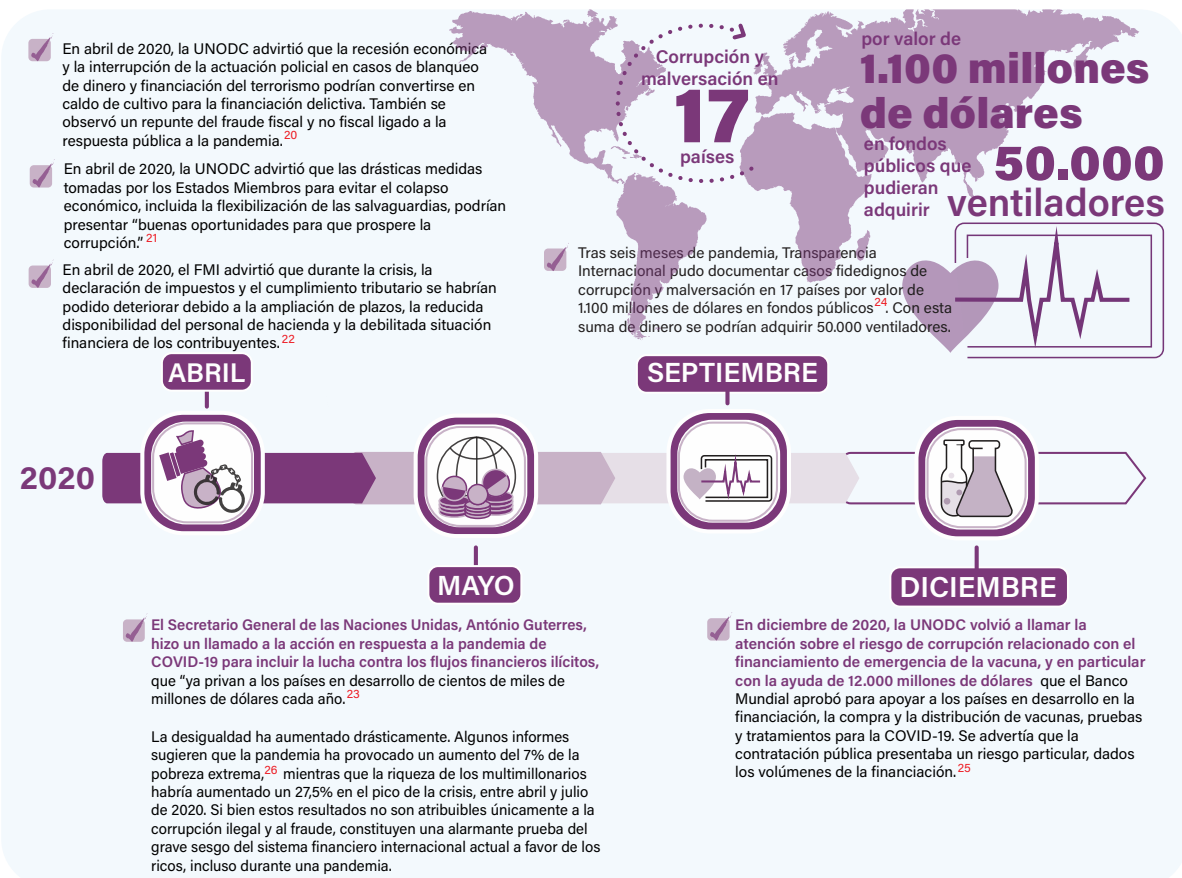 En abril de 2020, la UNODC advirtió que la recesión económica
y la interrupción de la actuación policial en casos de blanqueo
de dinero y financiación del terrorismo podrían convertirse en
caldo de cultivo para la financiación delictiva. También se
observó un repunte del fraude fiscal y no fiscal ligado a la
respuesta pública a la pandemia.20
En abril de 2020, la UNODC advirtió que las drásticas medidas
tomadas por los Estados Miembros para evitar el colapso
económico, incluida la flexibilización de las salvaguardias, podrían
presentar “buenas oportunidades para que prospere la
corrupción.” 21
En abril de 2020, el FMI advirtió que durante la crisis, la
declaración de impuestos y el cumplimiento tributario se habrían
podido deteriorar debido a la ampliación de plazos, la reducida
disponibilidad del personal de hacienda y la debilitada situación
financiera de los contribuyentes.22
Corrupción y
malversación en
17
países
por valor de
1.100 millones
de dólares
en fondos
públicos que
pudieran
adquirir
50.000
ventiladores
Tras seis meses de pandemia, Transparencia
Internacional pudo documentar casos fidedignos de
corrupción y malversación en 17 países por valor de
1.100 millones de dólares en fondos públicos24. Con esta
suma de dinero se podrían adquirir 50.000 ventiladores.
ABRIL
SEPTIEMBRE
2020
MAYO
DICIEMBRE
El Secretario General de las Naciones Unidas, António Guterres,
hizo un llamado a la acción en respuesta a la pandemia de
COVID-19 para incluir la lucha contra los flujos financieros ilícitos,
que “ya privan a los países en desarrollo de cientos de miles de
millones de dólares cada año.23
La desigualdad ha aumentado drásticamente. Algunos informes
sugieren que la pandemia ha provocado un aumento del 7% de la
pobreza extrema,26 mientras que la riqueza de los multimillonarios
habría aumentado un 27,5% en el pico de la crisis, entre abril y julio
de 2020. Si bien estos resultados no son atribuibles únicamente a la
corrupción ilegal y al fraude, constituyen una alarmante prueba del
grave sesgo del sistema financiero internacional actual a favor de los
ricos, incluso durante una pandemia.
En diciembre de 2020, la UNODC volvió a llamar la
atención sobre el riesgo de corrupción relacionado con el
financiamiento de emergencia de la vacuna, y en particular
con la ayuda de 12.000 millones de dólares que el Banco
Mundial aprobó para apoyar a los países en desarrollo en la
financiación, la compra y la distribución de vacunas, pruebas
y tratamientos para la COVID-19. Se advertía que la
contratación pública presentaba un riesgo particular, dados
los volúmenes de la financiación.25